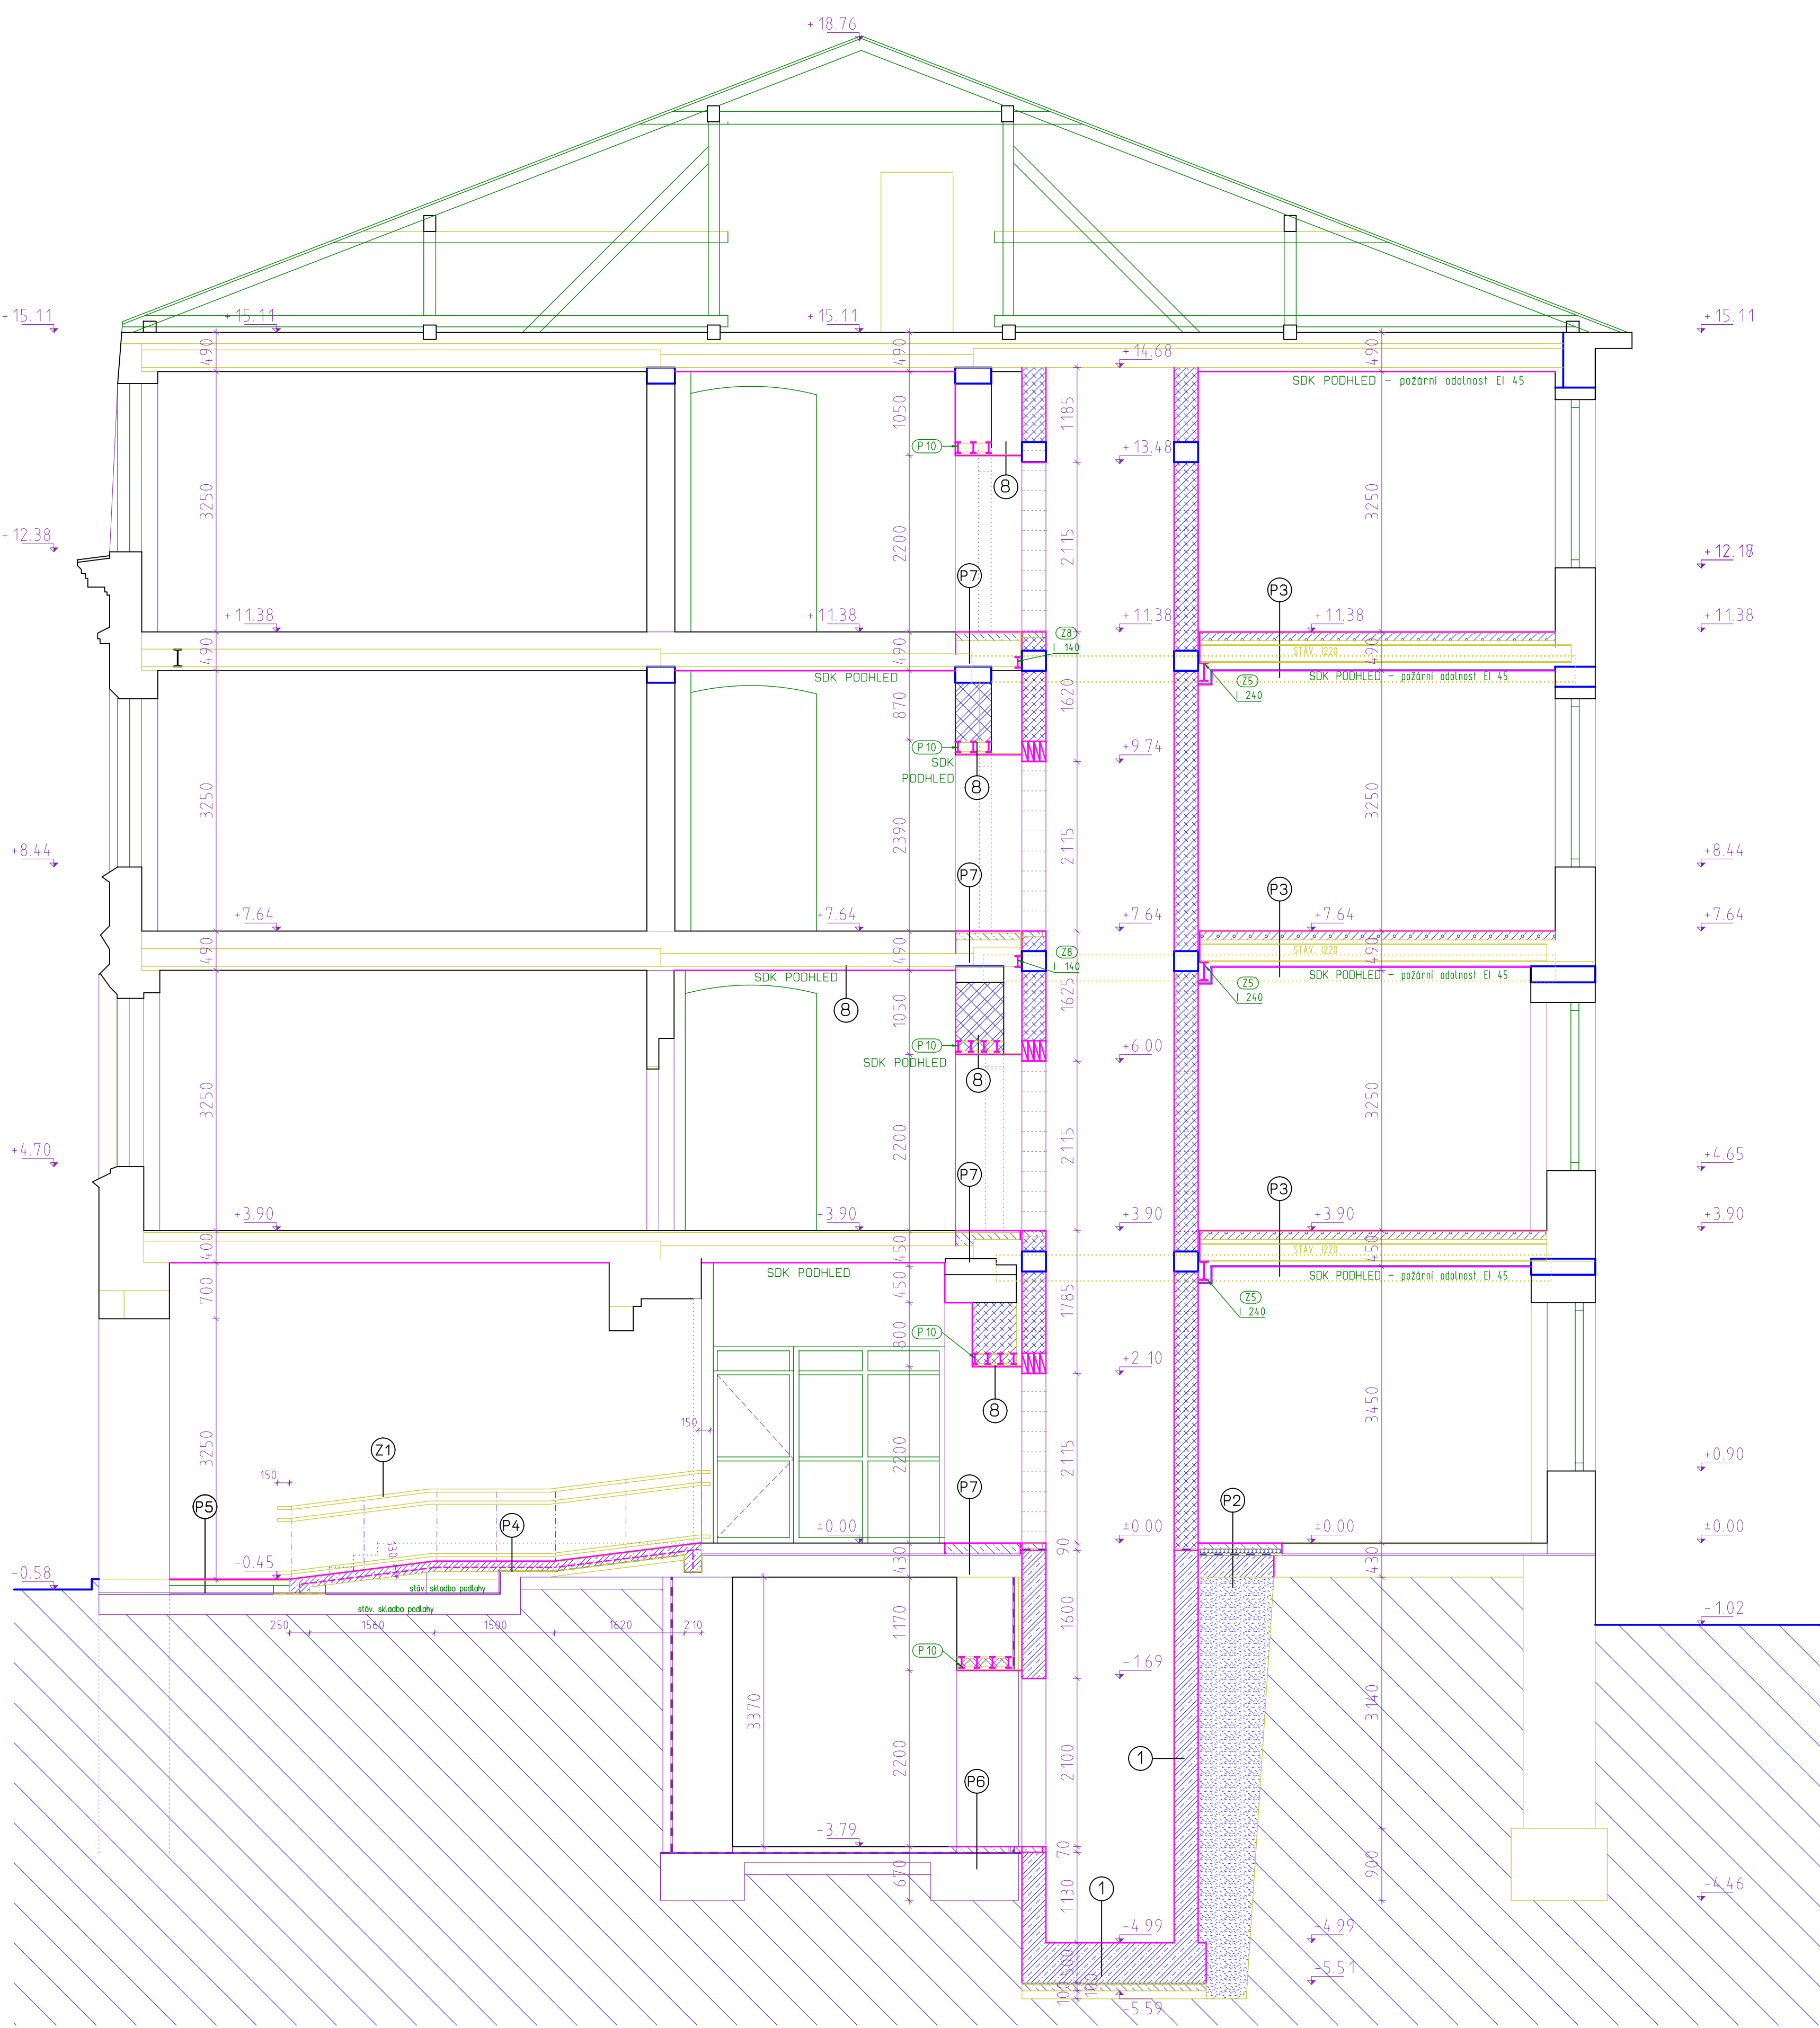 +18.76
+15.11
+15.11
+15.11
+15.11
490
490
+14.68
490
SDK PODHLED - požární odolnost EI 45
1050
1185
P10
+13.48
8
3250
2200
2115
3250
+12.38
P7
P3
+11.38
+11.38
+11.38
+11.38
+11.38
Z8
I 140
490
490
STÁV. I220
SDK PODHLED
SDK PODHLED - požární odolnost EI 45
Z5
I 240
870
1620
P10
+9.74
SDK
PODHLED
8
3250
2390
2115
3250
+8.44
+8.44
P7
P3
+7.64
+7.64
+7.64
+7.64
+7.64
Z8
I 140
490
490
490
STÁV. I220
SDK PODHLED
SDK PODHLED - požární odolnost EI 45
Z5
I 240
8
1050
1625
P10
+6.00
SDK PODHLED
8
3250
2200
2115
3250
+4.70
+4.65
P7
P3
+3.90
+3.90
+3.90
+3.90
+3.90
400
450
450
STÁV. I220
SDK PODHLED
SDK PODHLED - požární odolnost EI 45
Z5
I 240
700
450
1785
P10
800
+2.10
8
3450
150
Z1
3250
2200
2115
+0.90
150
P5
P4
P7
P2
±0.00
±0.00
±0.00
±0.00
130
-0.58
-0.45
430
90
430
stáv. skladba podlahy
stáv. skladba podlahy
250
1560
1500
1620
210
1170
1600
-1.02
P10
-1.69
3370
3140
2200
2100
1
P6
-3.79
70
670
900
1130
1
-4.46
-4.99
-4.99
500
100
-5.51
-5.59